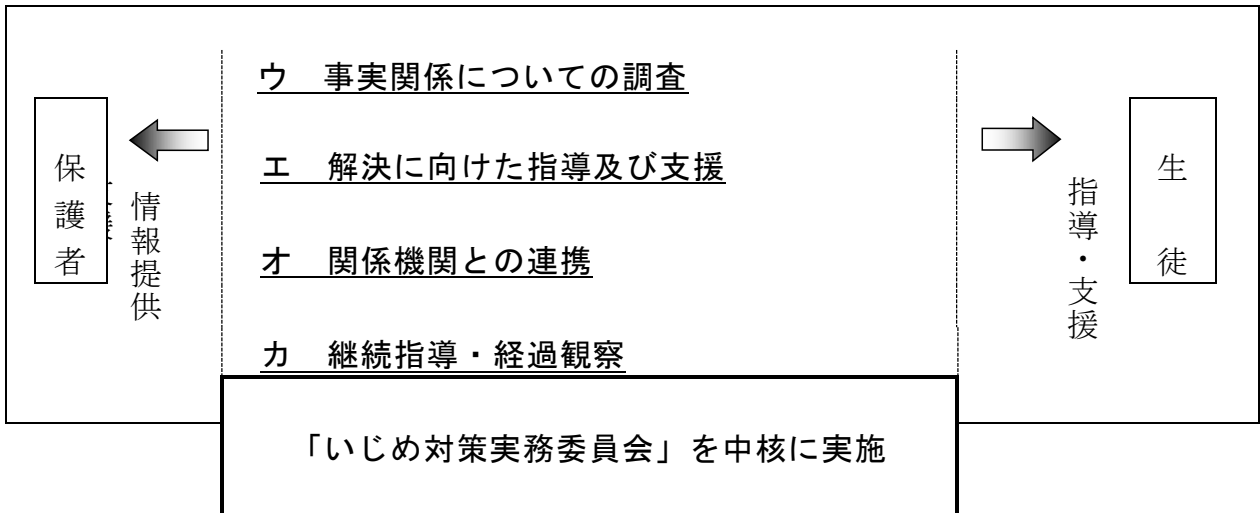 ウ 事実関係についての調査
エ 解決に向けた指導及び支援
オ 関係機関との連携
カ 継続指導・経過観察
保護者
情報提供
指導・支援
生徒
「いじめ対策実務委員会」を中核に実施